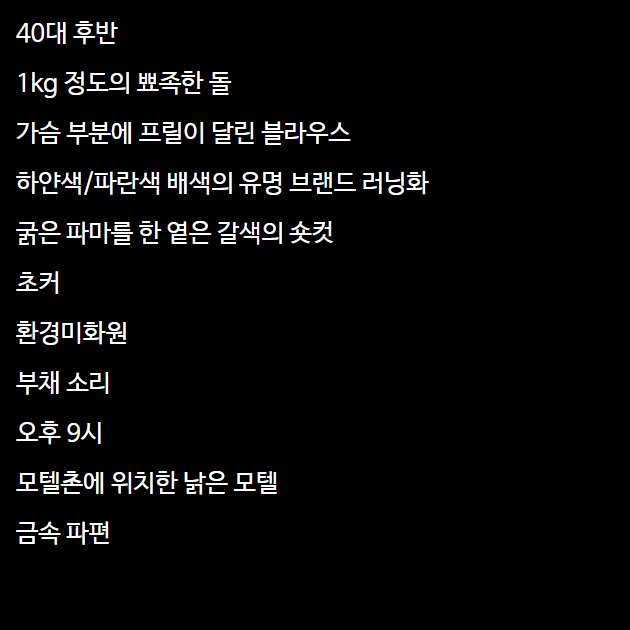 40대 후반
1kg 정도의 뾰족한 돌
가슴 부분에 프릴이 달린 블라우스
하얀색/파란색 배색의 유명 브랜드 러닝화
굵은 파마를 한 옅은 갈색의 숏컷
초커
환경미화원
부채 소리
오후 9시
모텔촌에 위치한 낡은 모텔
금속 파편